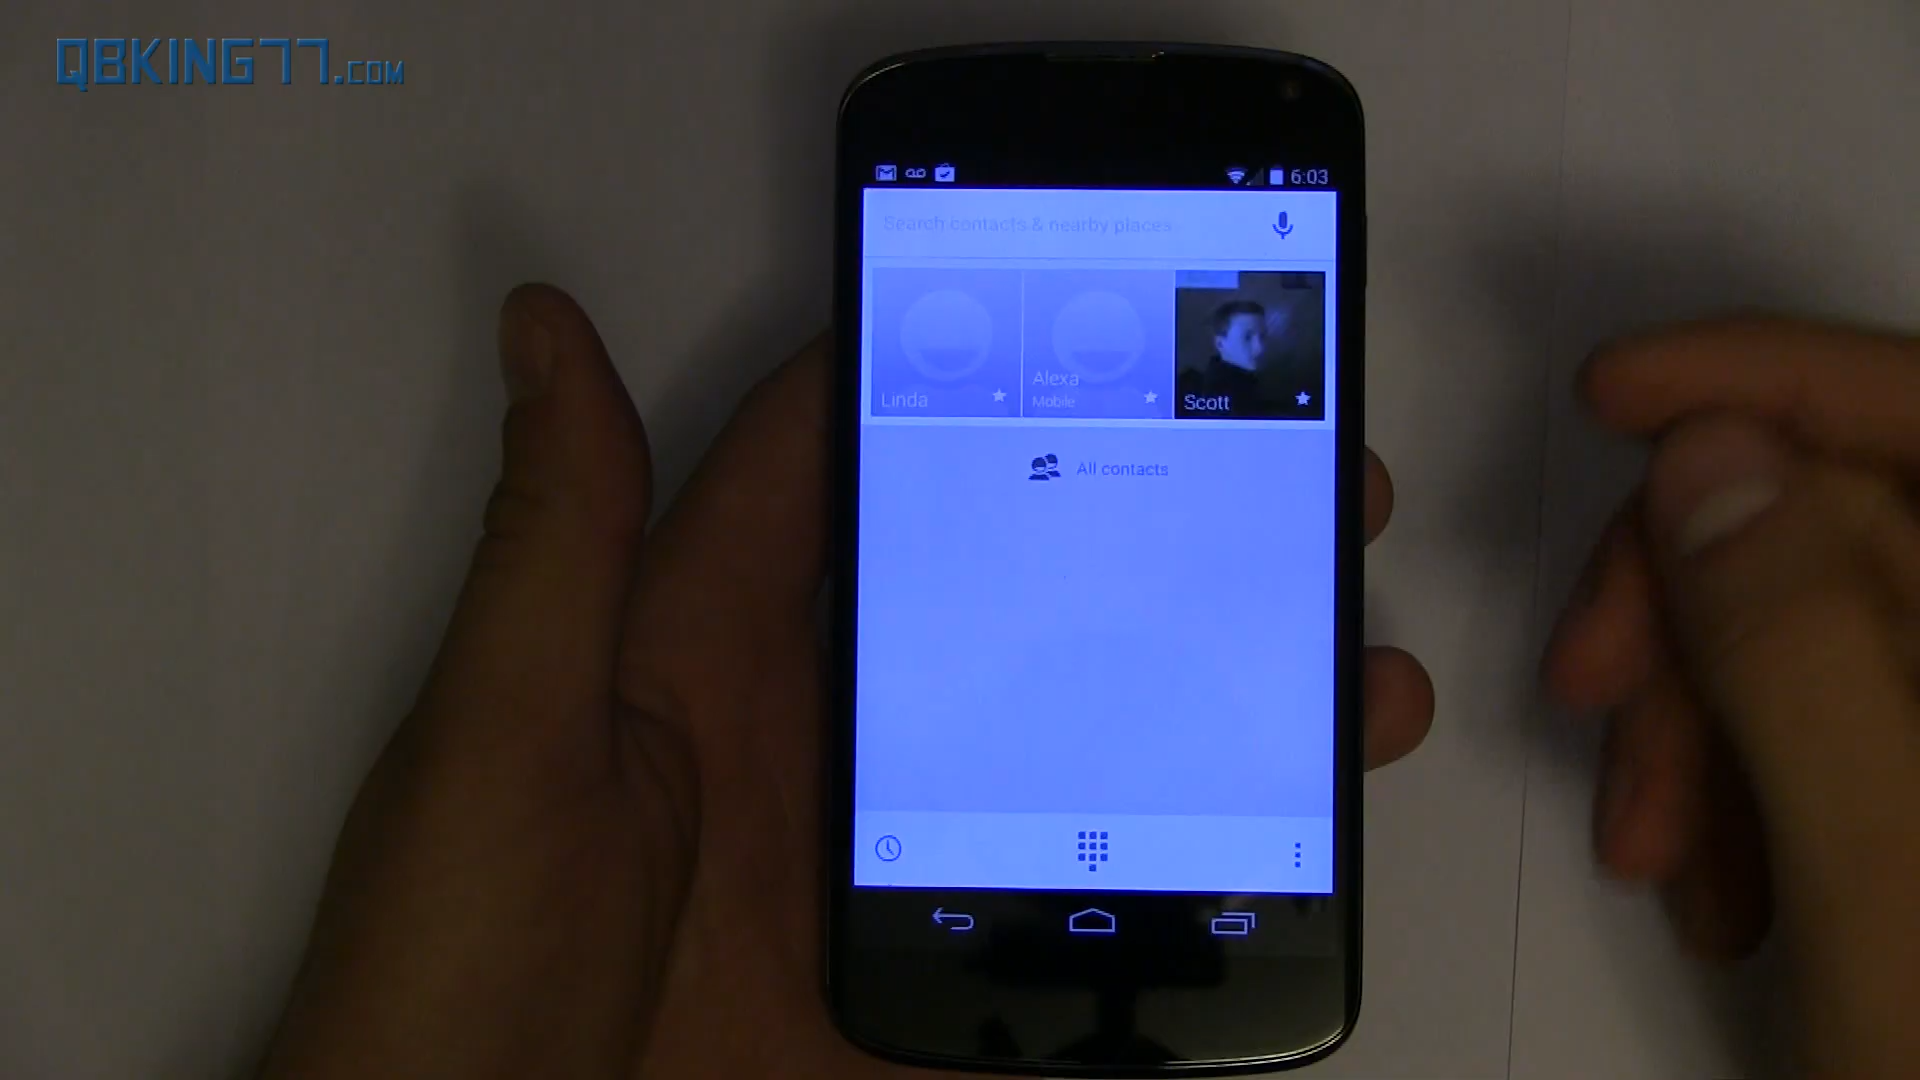 QBKING77.COM
6:03
Search contacts & nearby places
Linda
Alexa
Mobile
Scott
All contacts